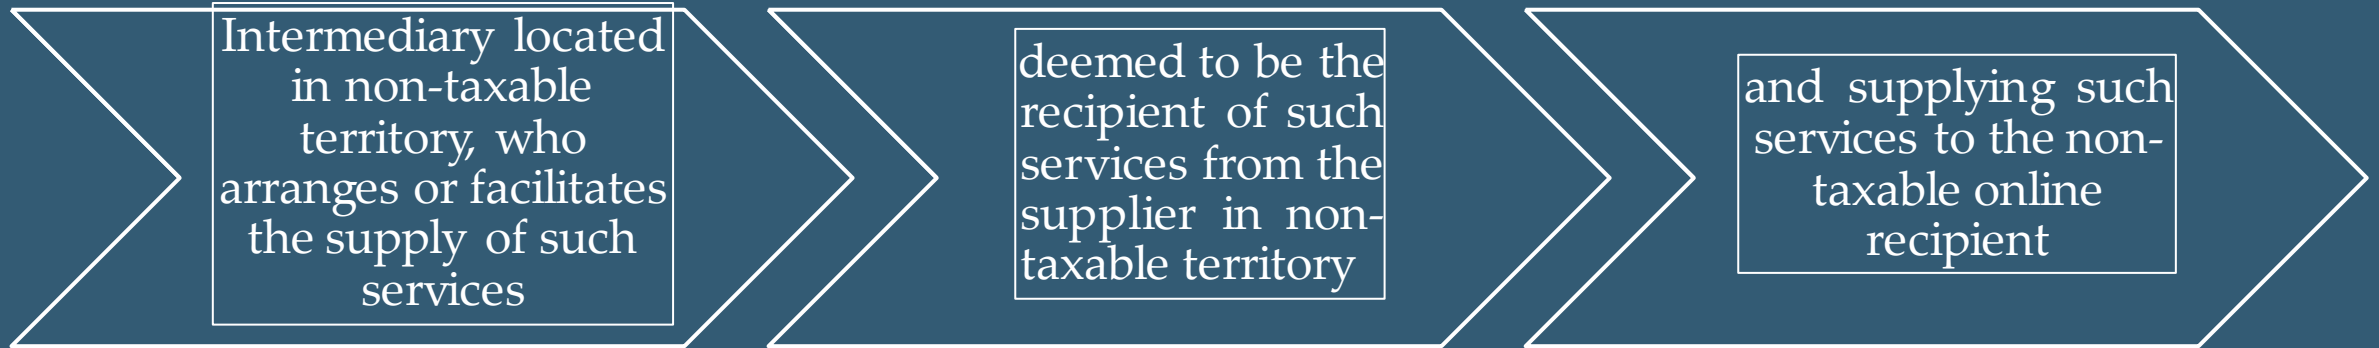 Intermediary located
in non-taxable
territory, who
arranges or facilitates
the supply of such
services
deemed to be the
recipient of such
services from the
supplier in non-
taxable territory
and supplying such
services to the non-
taxable online
recipient